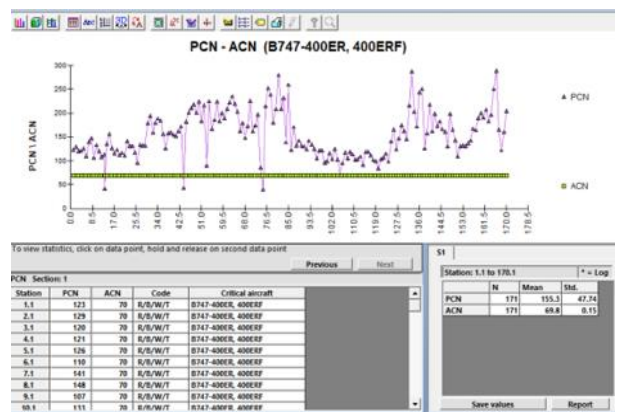 PCN - ACN (B747-400ER, 400ERF)
PCN \ ACN
300
250
200
150
100
50
0
PCN
ACN
0.0 8.5 17.0 25.5 34.0 42.5 51.0 59.5 68.0 76.5 85.0 93.5 102.0 110.5 119.0 127.5 136.0 144.5 153.0 161.5 170.0 178.5
To view statistics, click on data point, hold and release on second data point
Previous Next
PCN Section: 1
Station PCN ACN Code Critical aircraft
1.1 123 70 R/B/W/T B747-400ER, 400ERF
2.1 129 70 R/B/W/T B747-400ER, 400ERF
3.1 120 70 R/B/W/T B747-400ER, 400ERF
4.1 121 70 R/B/W/T B747-400ER, 400ERF
5.1 126 70 R/B/W/T B747-400ER, 400ERF
6.1 110 70 R/B/W/T B747-400ER, 400ERF
7.1 141 70 R/B/W/T B747-400ER, 400ERF
8.1 148 70 R/B/W/T B747-400ER, 400ERF
9.1 107 70 R/B/W/T B747-400ER, 400ERF
10.1 133 70 R/B/W/T B747-400ER, 400ERF
S1
Station: 1.1 to 170.1 * = Log
N Mean Std.
PCN 171 155.3 47.74
ACN 171 69.8 0.15
Save values Report